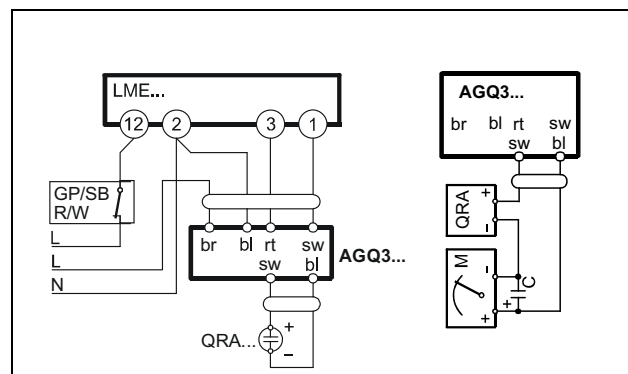 LME...
12 2 3 1
GP/SB
R/W
L
L
N
br bl rt sw
sw bl
AGQ3...
QRA...
+
–
AGQ3...
br bl rt sw
sw bl
QRA
+
-
M
-
+
+
C